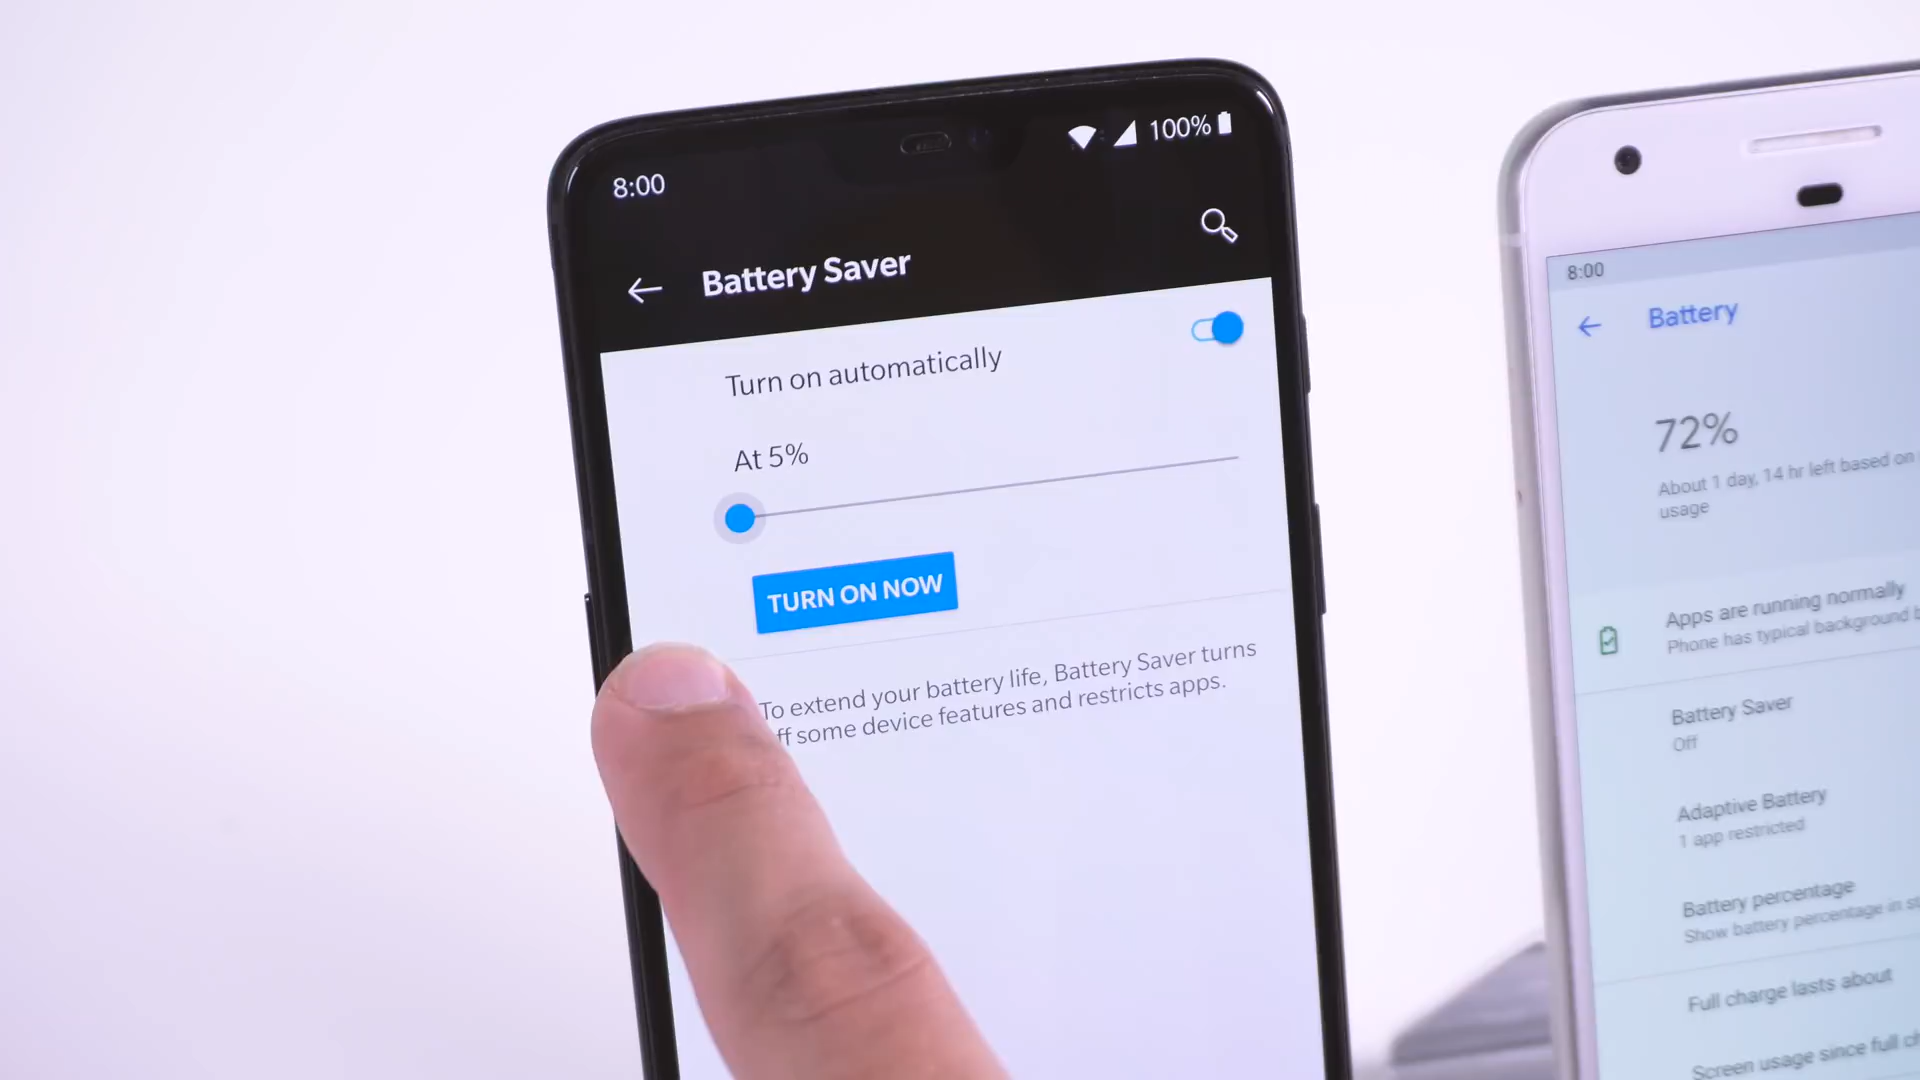 8:00
100%
Battery Saver
Turn on automatically
At 5%
TURN ON NOW
To extend your battery life, Battery Saver turns
ff some device features and restricts apps.
8:00
Battery
72%
About 1 day, 14 hr left based on
usage
Apps are running normally
Phone has typical background b
Battery Saver
Off
Adaptive Battery
1 app restricted
Battery percentage
Show battery percentage in st
Full charge lasts about
Screen usage since full ch